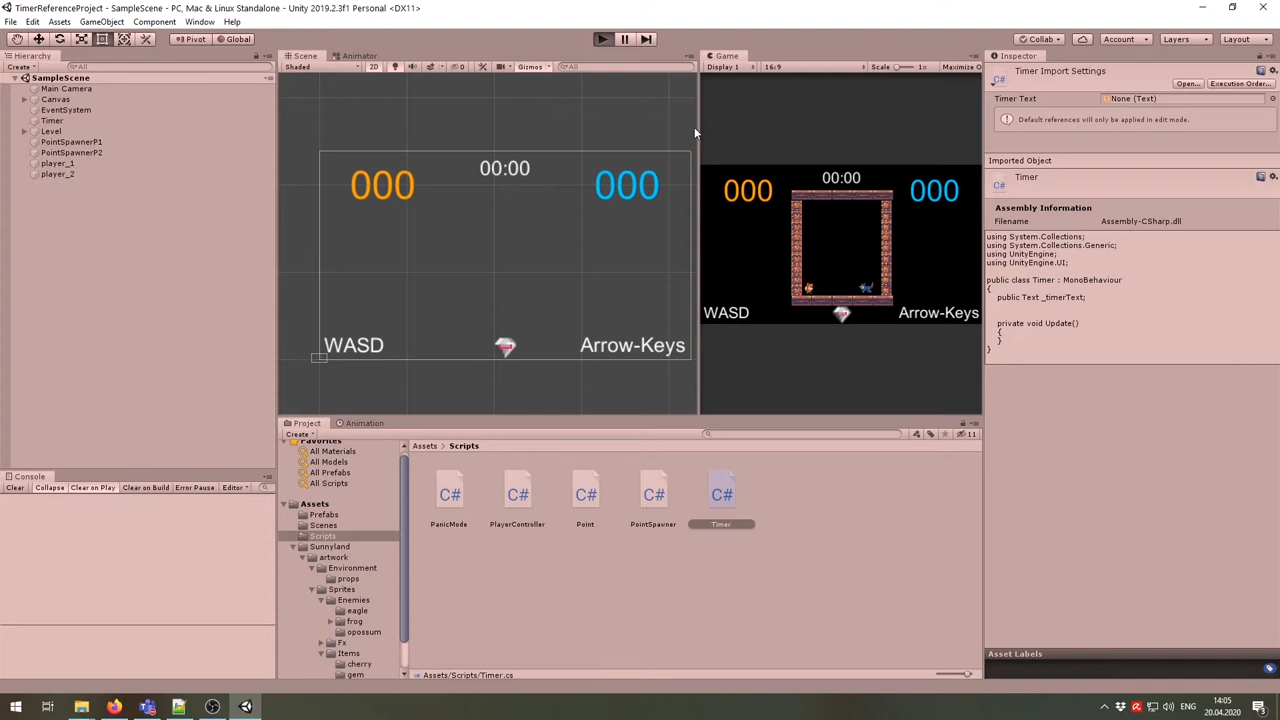 TimerReferenceProject - SampleScene - PC, Mac & Linux Standalone - Unity 2019.2.3f1 Personal <DX11>
File Edit Assets GameObject Component Window Help
Pivot Global Collab Account Layers Layout
Hierarchy
Create All
SampleScene
Main Camera
Canvas
EventSystem
Timer
Level
PointSpawnerP1
PointSpawnerP2
player_1
player_2
Scene Animator
Shaded 2D 0 Gizmos All
000 00:00 000
WASD Arrow-Keys
Game
Display 1 16:9 Scale 1x Maximize O
000 00:00 000
WASD Arrow-Keys
Inspector
Timer Import Settings
C# Open... Execution Order...
Timer Text None (Text)
Default references will only be applied in edit mode.
Imported Object
Timer
Assembly Information
Filename Assembly-CSharp.dll
using System.Collections;
using System.Collections.Generic;
using UnityEngine;
using UnityEngine.UI;
public class Timer : MonoBehaviour
{
public Text _timerText;
private void Update()
{
}
}
Asset Labels
Console
Clear Collapse Clear on Play Clear on Build Error Pause Editor
Project Animation
Create 11
Favorites
All Materials
All Models
All Prefabs
All Scripts
Assets
Prefabs
Scenes
Scripts
Sunnyland
artwork
Environment
props
Sprites
Enemies
eagle
frog
opossum
Fx
Items
cherry
gem
Assets > Scripts
C# C# C# C# C#
PanicMode PlayerController Point PointSpawner Timer
Assets/Scripts/Timer.cs
ENG
14:05
20.04.2020
3